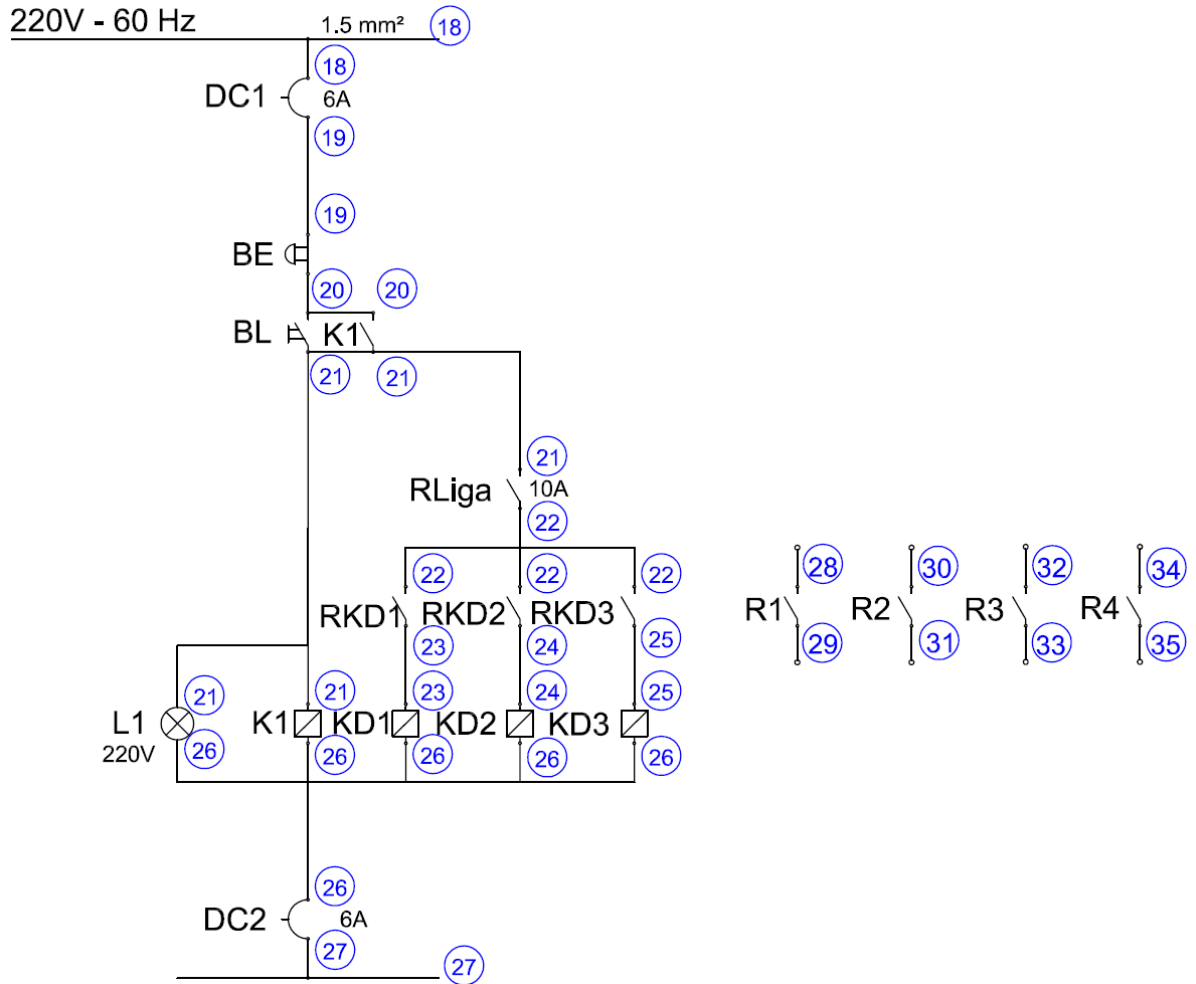 220V - 60 Hz 1.5 mm² 18
18
DC1 6A
19
19
BE
20 20
BL K1
21 21
21
RLiga 10A
22
22 22 22 28 30 32 34
RKD1 RKD2 RKD3 R1 R2 R3 R4
23 24 25 29 31 33 35
21 21 23 24 25
L1 K1 KD1 KD2 KD3
220V 26 26 26 26 26
26
DC2 6A
27
27